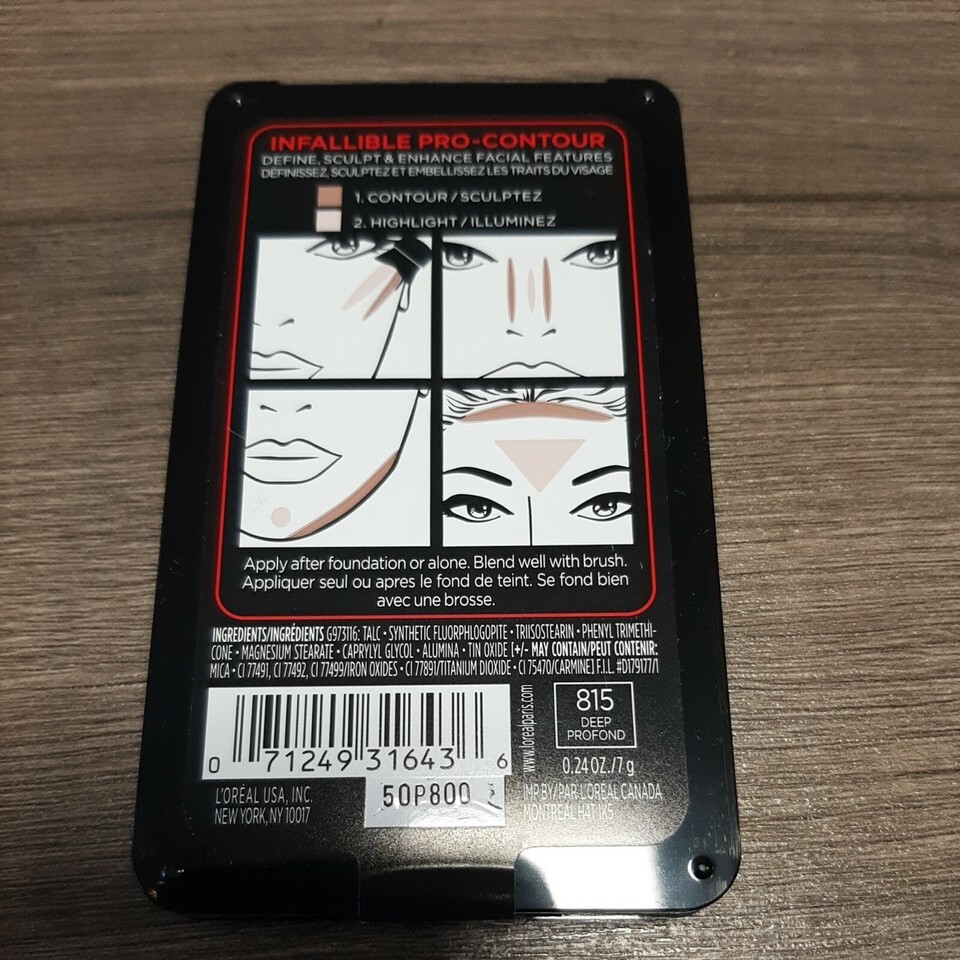 INFALLIBLE PRO-CONTOUR
DEFINE, SCULPT & ENHANCE FACIAL FEATURES
DÉFINISSEZ, SCULPTEZ ET EMBELLISSEZ LES TRAITS DU VISAGE
1. CONTOUR/SCULPTEZ
2. HIGHLIGHT/ILLUMINEZ
Apply after foundation or alone. Blend well with brush.
Appliquer seul ou apres le fond de teint. Se fond bien
avec une brosse.
INGREDIENTS/INGRÉDIENTS G973116: TALC • SYNTHETIC FLUORPHLOGOPITE • TRIISOSTEARIN • PHENYL TRIMETHI-
CONE • MAGNESIUM STEARATE • CAPRYLYL GLYCOL • ALUMINA • TIN OXIDE [+/- MAY CONTAIN/PEUT CONTENIR:
MICA • CI 77491, CI 77492, CI 77499/IRON OXIDES • CI 77891/TITANIUM DIOXIDE • CI 75470/CARMINE] F.I.L. #D179177/1
0 71249 31643 6
www.lorealparis.com
815
DEEP
PROFOND
0.24 OZ./7 g
L'ORÉAL USA, INC.
NEW YORK, NY 10017
50P800
IMP. BY/PAR L'ORÉAL CANADA
MONTRÉAL H4T 1K5